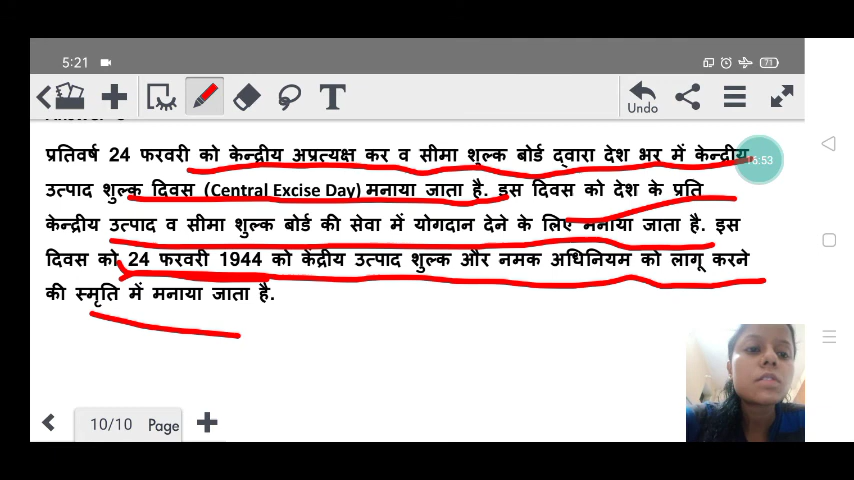 5:21
71
Undo
प्रतिवर्ष 24 फरवरी को केन्द्रीय अप्रत्यक्ष कर व सीमा शुल्क बोर्ड द्वारा देश भर में केन्द्रीय
16:53
उत्पाद शुल्क दिवस (Central Excise Day) मनाया जाता है. इस दिवस को देश के प्रति
केन्द्रीय उत्पाद व सीमा शुल्क बोर्ड की सेवा में योगदान देने के लिए मनाया जाता है. इस
दिवस को 24 फरवरी 1944 को केंद्रीय उत्पाद शुल्क और नमक अधिनियम को लागू करने
की स्मृति में मनाया जाता है.
10/10 Page